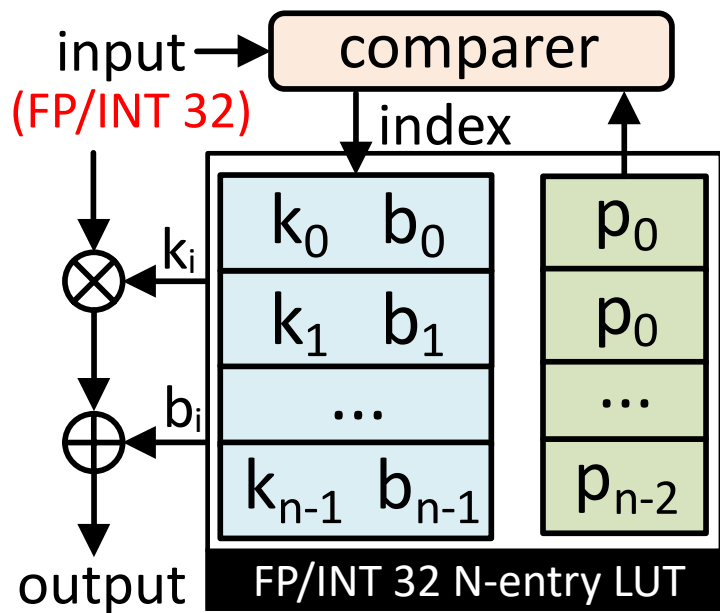 comparer
input
(FP/INT 32)
index
k0 b0
p0
ki
k1 b1
p0
...
...
bi
kn-1 bn-1
pn-2
output
FP/INT 32 N-entry LUT